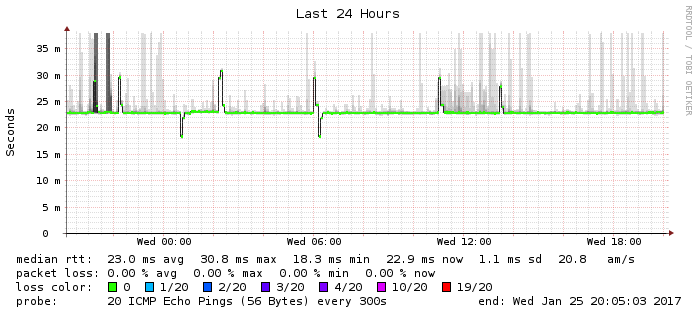 Last 24 Hours
RRDTOOL / TOBI OETIKER
Seconds
35 m
30 m
25 m
20 m
15 m
10 m
5 m
0
Wed 00:00 Wed 06:00 Wed 12:00 Wed 18:00
median rtt: 23.0 ms avg 30.8 ms max 18.3 ms min 22.9 ms now 1.1 ms sd 20.8 am/s
packet loss: 0.00 % avg 0.00 % max 0.00 % min 0.00 % now
loss color: 0 1/20 2/20 3/20 4/20 10/20 19/20
probe: 20 ICMP Echo Pings (56 Bytes) every 300s end: Wed Jan 25 20:05:03 2017